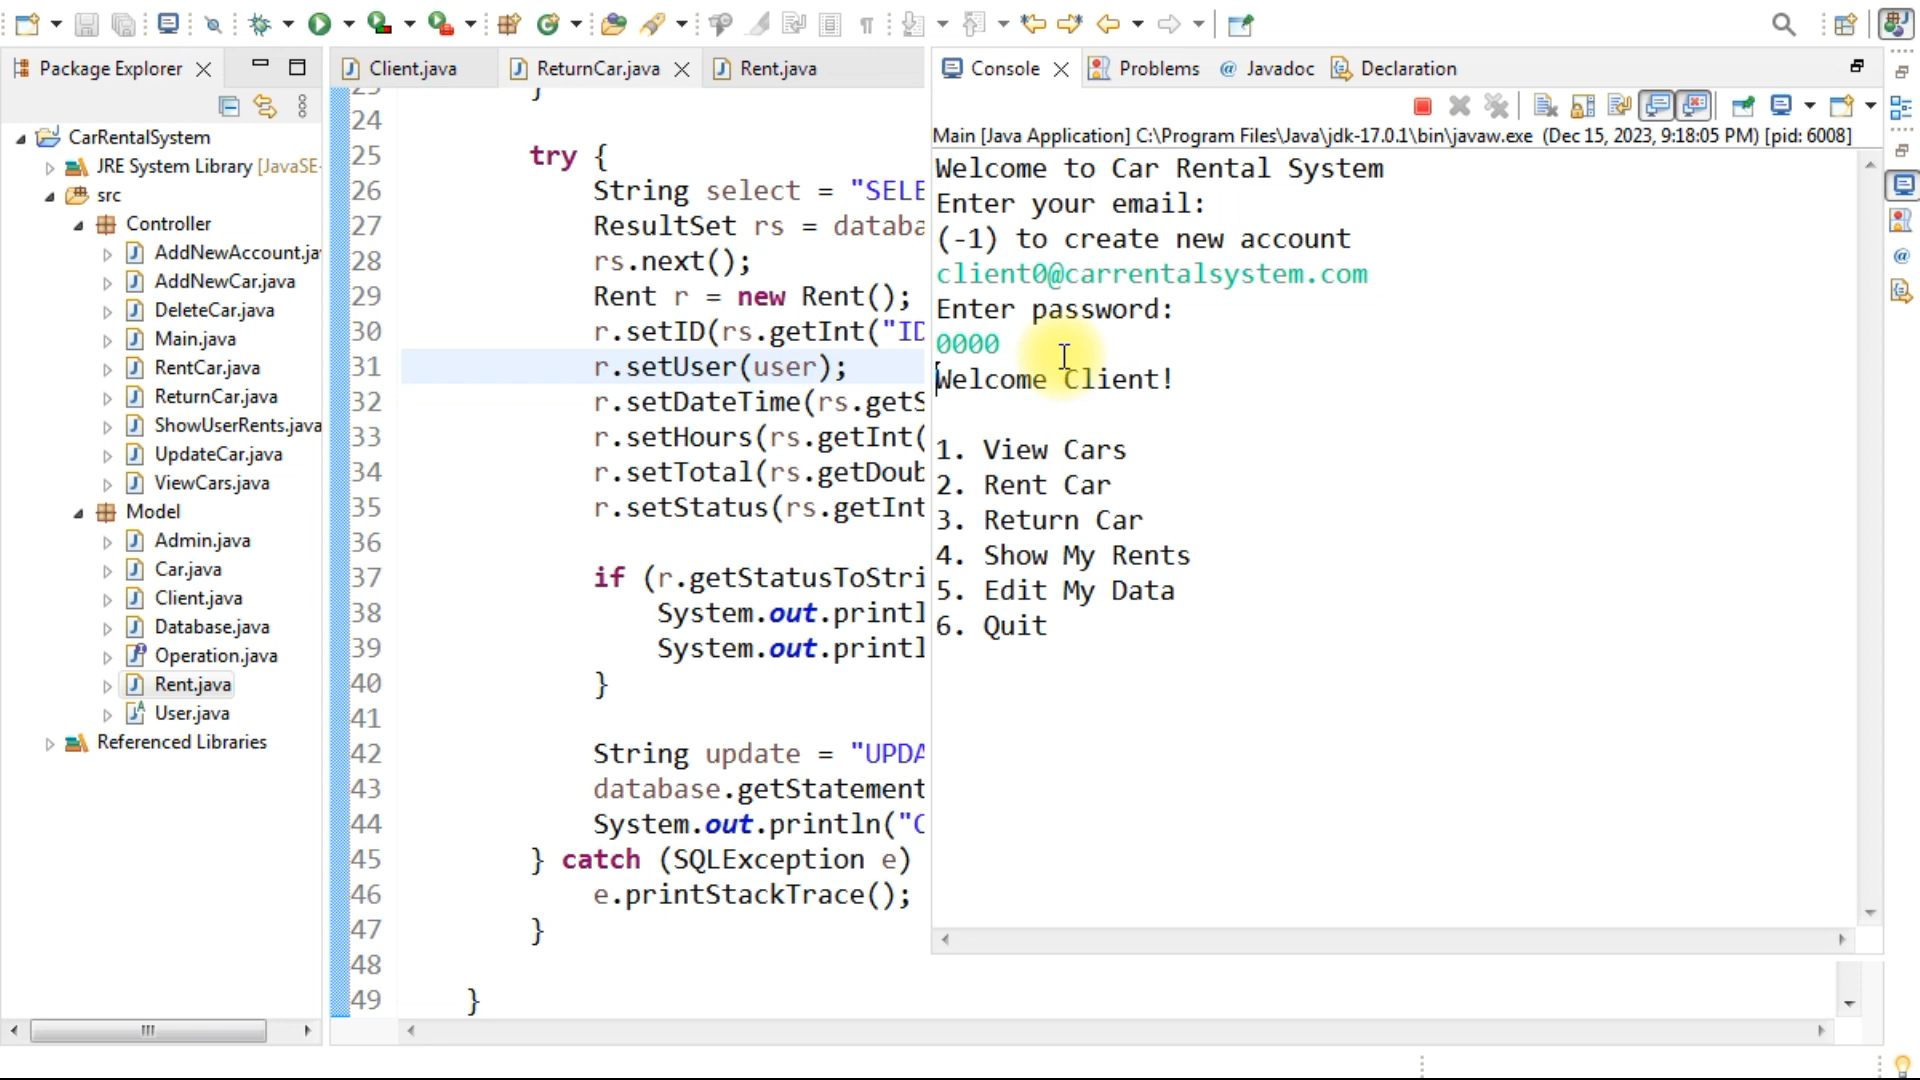 Package Explorer
Client.java
ReturnCar.java
Rent.java
Console
Problems
@ Javadoc
Declaration
CarRentalSystem
JRE System Library [JavaSE-
src
Controller
AddNewAccount.ja
AddNewCar.java
DeleteCar.java
Main.java
RentCar.java
ReturnCar.java
ShowUserRents.java
UpdateCar.java
ViewCars.java
Model
Admin.java
Car.java
Client.java
Database.java
Operation.java
Rent.java
User.java
Referenced Libraries
23 }
24
25 try {
26 String select = "SELE
27 ResultSet rs = databa
28 rs.next();
29 Rent r = new Rent();
30 r.setID(rs.getInt("ID
31 r.setUser(user);
32 r.setDateTime(rs.getS
33 r.setHours(rs.getInt(
34 r.setTotal(rs.getDoub
35 r.setStatus(rs.getInt
36
37 if (r.getStatusToStri
38 System.out.printl
39 System.out.printl
40 }
41
42 String update = "UPDA
43 database.getStatement
44 System.out.println("C
45 } catch (SQLException e)
46 e.printStackTrace();
47 }
48
49 }
Main [Java Application] C:\Program Files\Java\jdk-17.0.1\bin\javaw.exe (Dec 15, 2023, 9:18:05 PM) [pid: 6008]
Welcome to Car Rental System
Enter your email:
(-1) to create new account
client0@carrentalsystem.com
Enter password:
0000
Welcome Client!
1. View Cars
2. Rent Car
3. Return Car
4. Show My Rents
5. Edit My Data
6. Quit